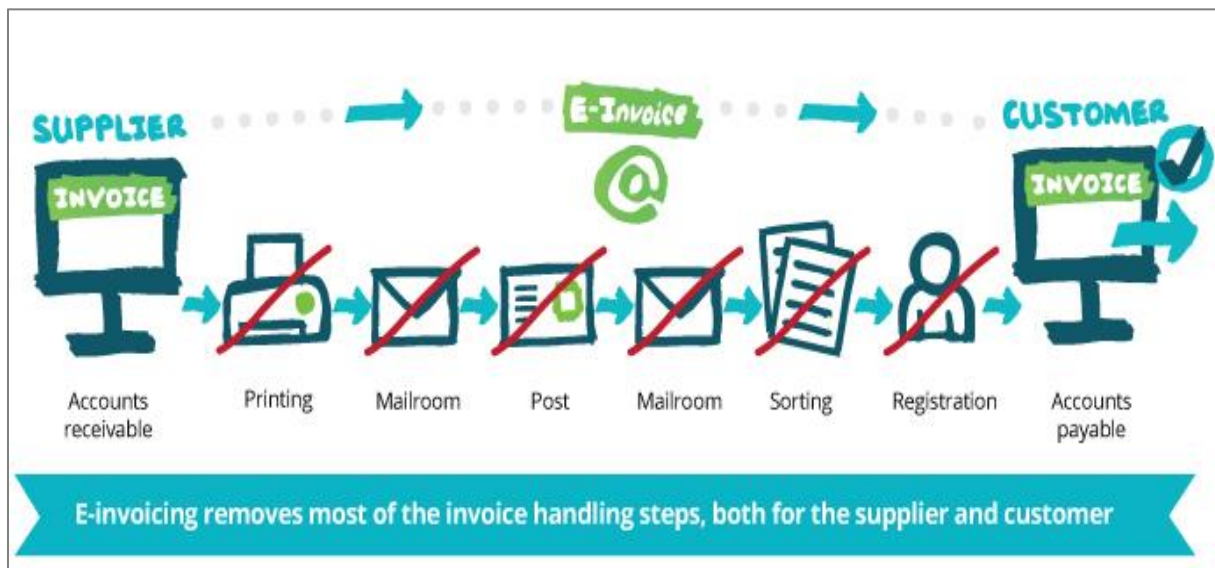 E-Invoice
SUPPLIER
CUSTOMER
INVOICE
INVOICE
Accounts
receivable
Printing
Mailroom
Post
Mailroom
Sorting
Registration
Accounts
payable
E-invoicing removes most of the invoice handling steps, both for the supplier and customer